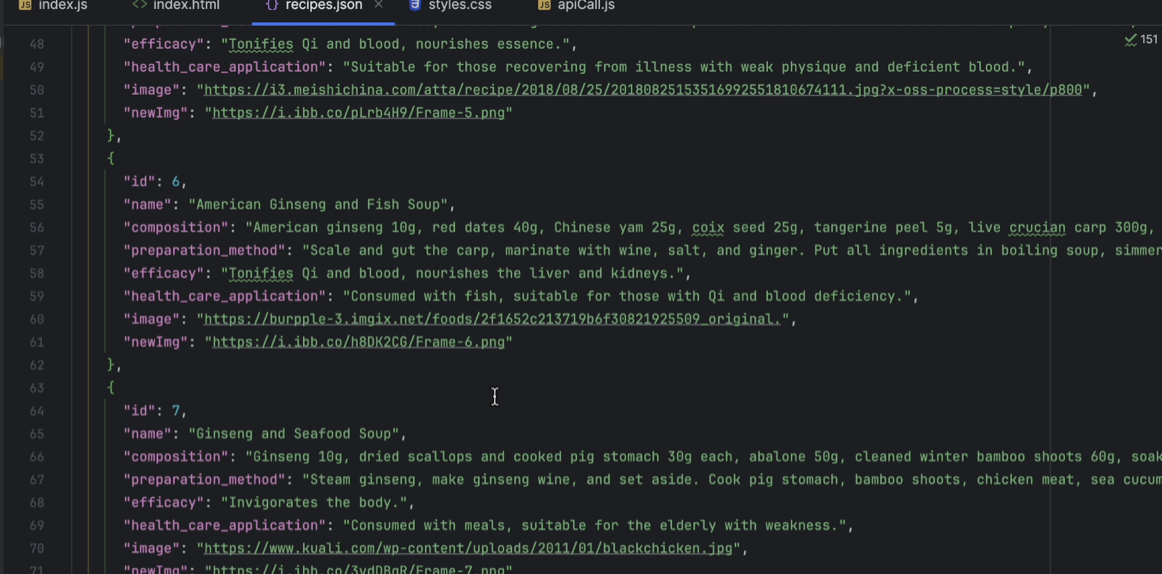 index.js index.html recipes.json × styles.css apiCall.js
48 "efficacy": "Tonifies Qi and blood, nourishes essence.", 151
49 "health_care_application": "Suitable for those recovering from illness with weak physique and deficient blood.",
50 "image": "https://i3.meishichina.com/atta/recipe/2018/08/25/20180825153516992551810674111.jpg?x-oss-process=style/p800",
51 "newImg": "https://i.ibb.co/pLrb4H9/Frame-5.png"
52 },
53 {
54 "id": 6,
55 "name": "American Ginseng and Fish Soup",
56 "composition": "American ginseng 10g, red dates 40g, Chinese yam 25g, coix seed 25g, tangerine peel 5g, live crucian carp 300g,
57 "preparation_method": "Scale and gut the carp, marinate with wine, salt, and ginger. Put all ingredients in boiling soup, simmer
58 "efficacy": "Tonifies Qi and blood, nourishes the liver and kidneys.",
59 "health_care_application": "Consumed with fish, suitable for those with Qi and blood deficiency.",
60 "image": "https://burpple-3.imgix.net/foods/2f1652c213719b6f30821925509_original.",
61 "newImg": "https://i.ibb.co/h8DK2CG/Frame-6.png"
62 },
63 {
64 "id": 7,
65 "name": "Ginseng and Seafood Soup",
66 "composition": "Ginseng 10g, dried scallops and cooked pig stomach 30g each, abalone 50g, cleaned winter bamboo shoots 60g, soak
67 "preparation_method": "Steam ginseng, make ginseng wine, and set aside. Cook pig stomach, bamboo shoots, chicken meat, sea cucum
68 "efficacy": "Invigorates the body.",
69 "health_care_application": "Consumed with meals, suitable for the elderly with weakness.",
70 "image": "https://www.kuali.com/wp-content/uploads/2011/01/blackchicken.jpg",
71 "newImg": "https://i.ibb.co/3vdDBqR/Frame-7.png"